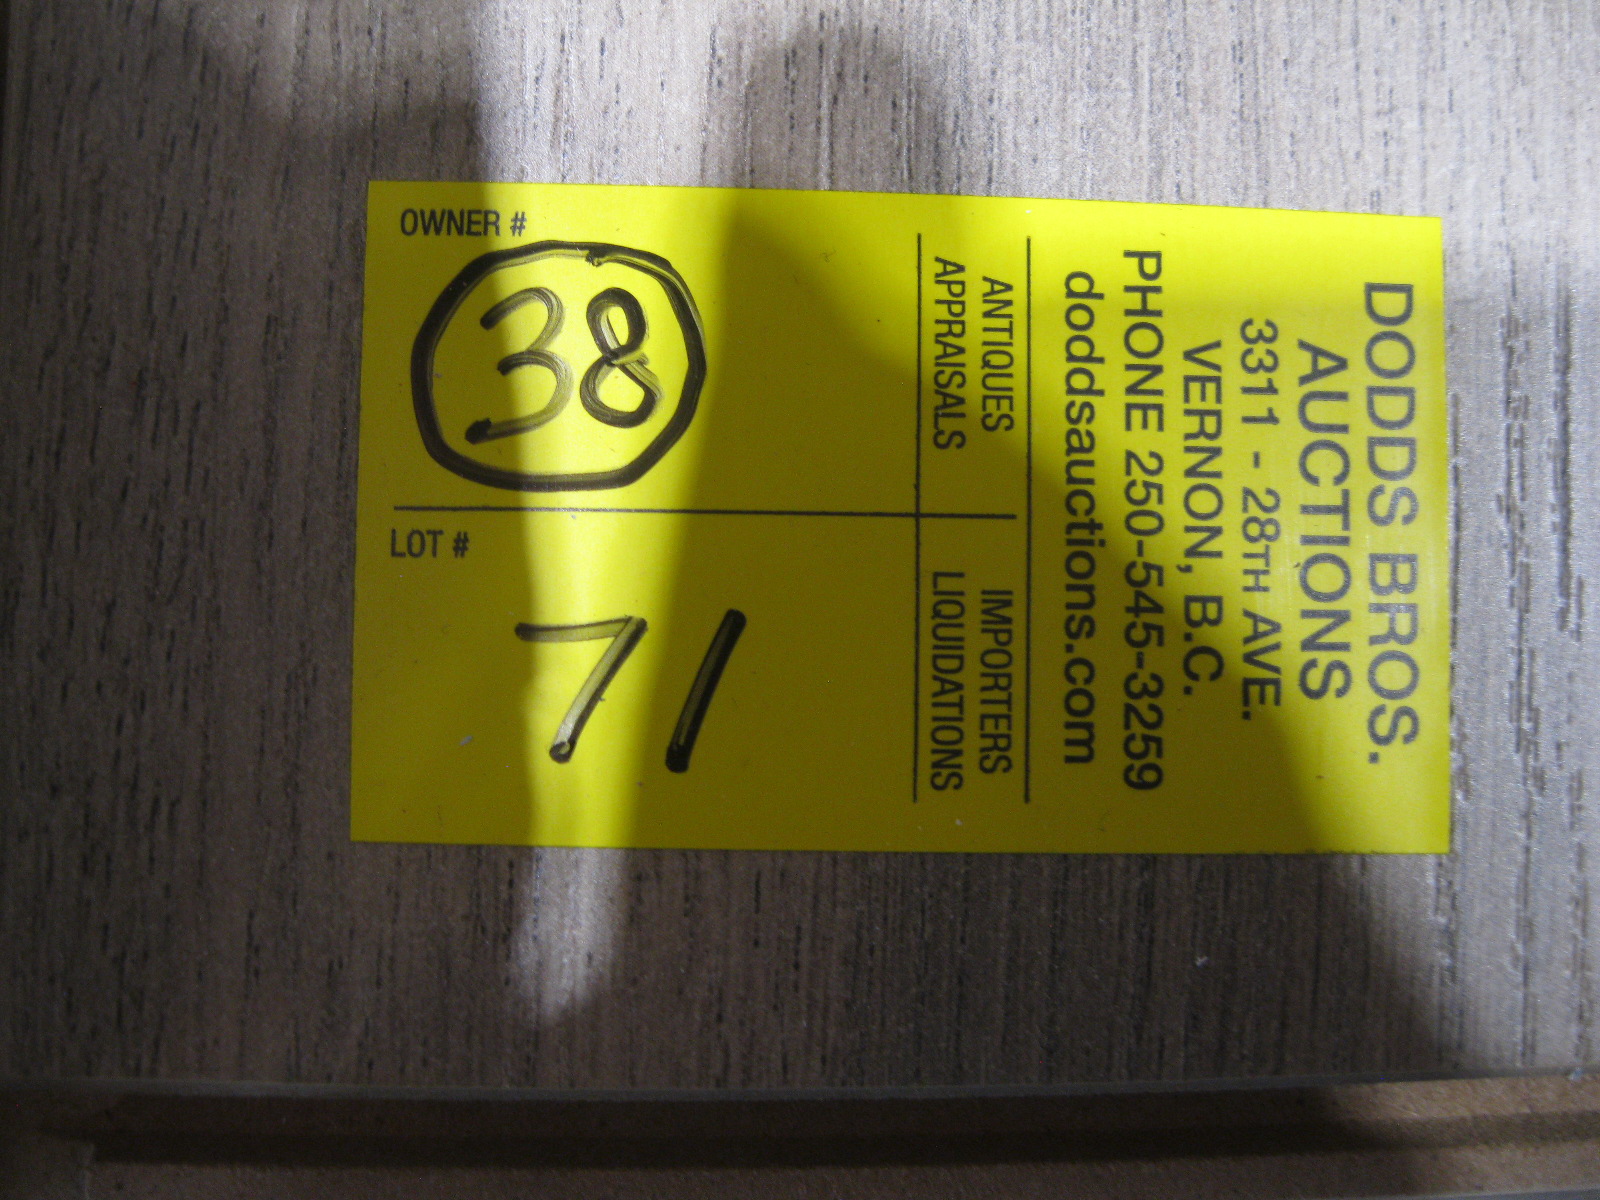 DODDS BROS.
AUCTIONS
3311 - 28TH AVE.
VERNON, B.C.
PHONE 250-545-3259
doddsauctions.com
ANTIQUES
APPRAISALS
IMPORTERS
LIQUIDATIONS
OWNER #
38
LOT #
71